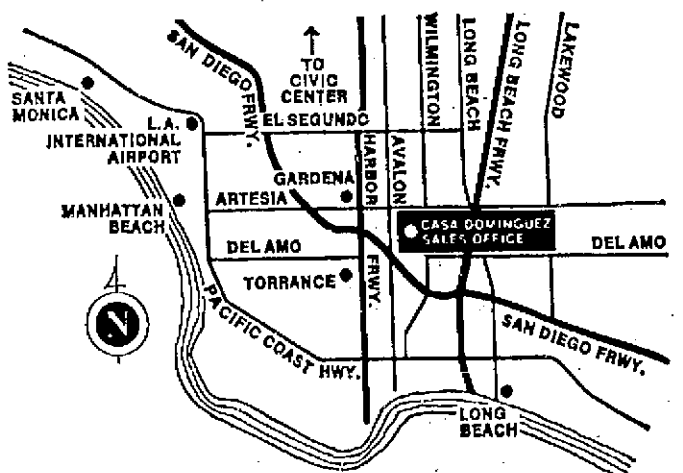 SAN DIEGO FRWY.
TO
CIVIC
CENTER
WILMINGTON
LONG BEACH
LONG BEACH FRWY.
LAKEWOOD
SANTA
MONICA
L.A.
INTERNATIONAL
AIRPORT
EL SEGUNDO
HARBOR FRWY.
AVALON
GARDENA
ARTESIA
MANHATTAN
BEACH
CASA DOMINGUEZ
SALES OFFICE
DEL AMO
DEL AMO
TORRANCE
N
PACIFIC COAST HWY.
SAN DIEGO FRWY.
LONG
BEACH